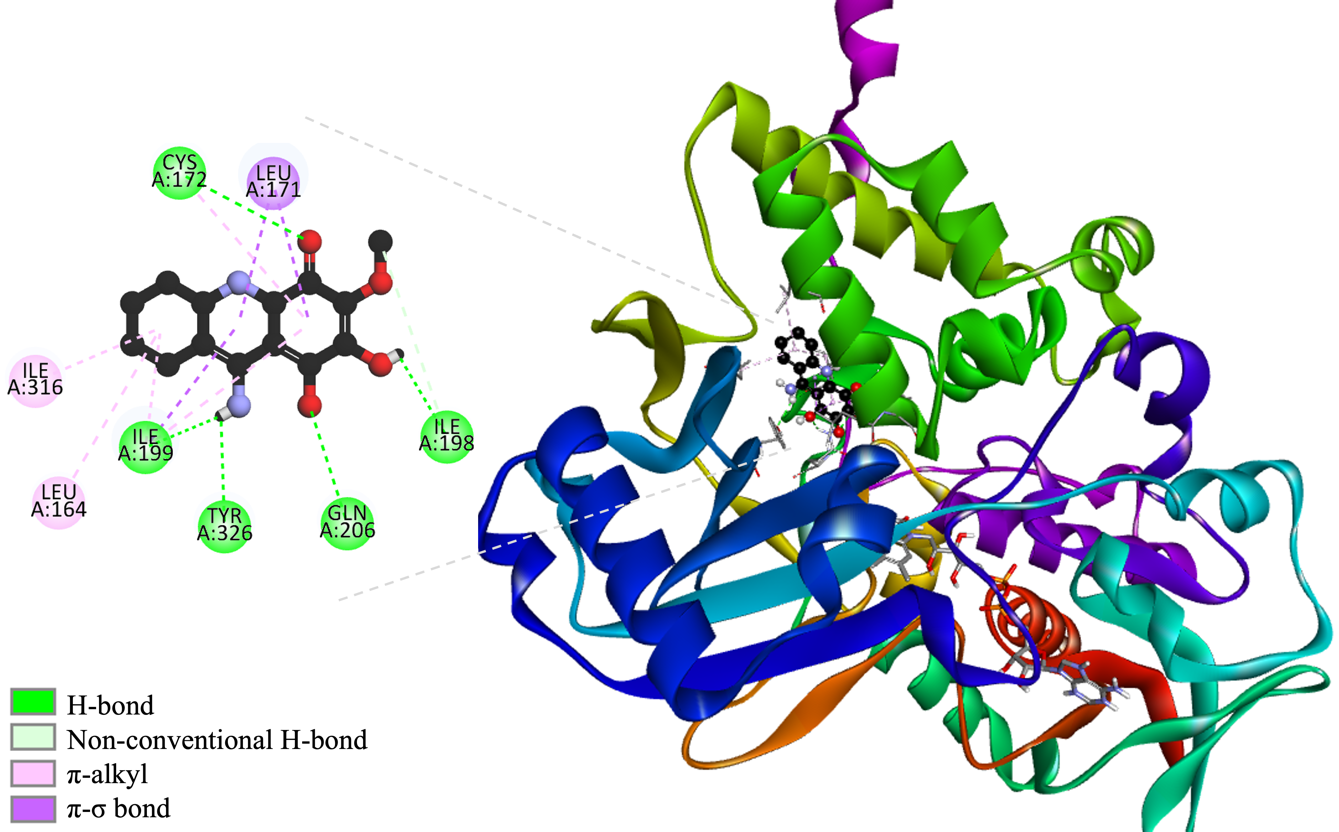 CYS
A:172
LEU
A:171
ILE
A:316
ILE
A:199
ILE
A:198
LEU
A:164
TYR
A:326
GLN
A:206
H-bond
Non-conventional H-bond
π-alkyl
π-σ bond